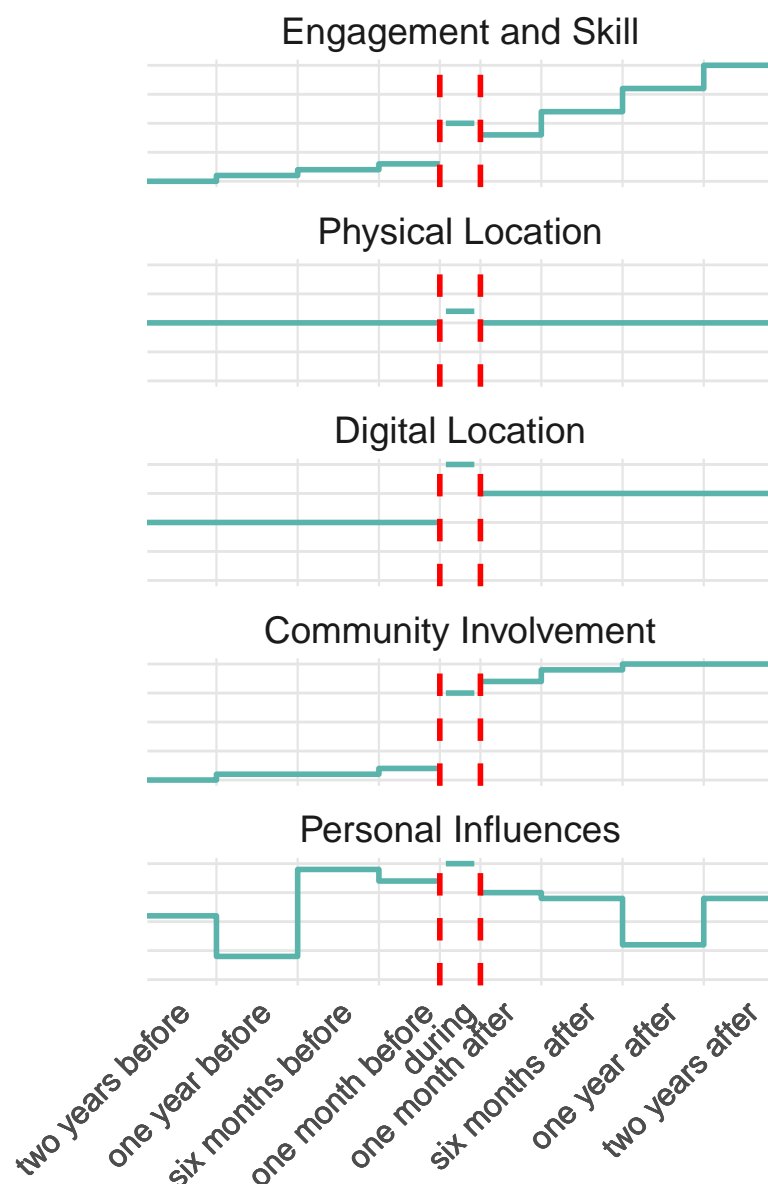 Engagement and Skill
Physical Location
Digital Location
Community Involvement
Personal Influences
two years before
one year before
six months before
one month before
during
one month after
six months after
one year after
two years after